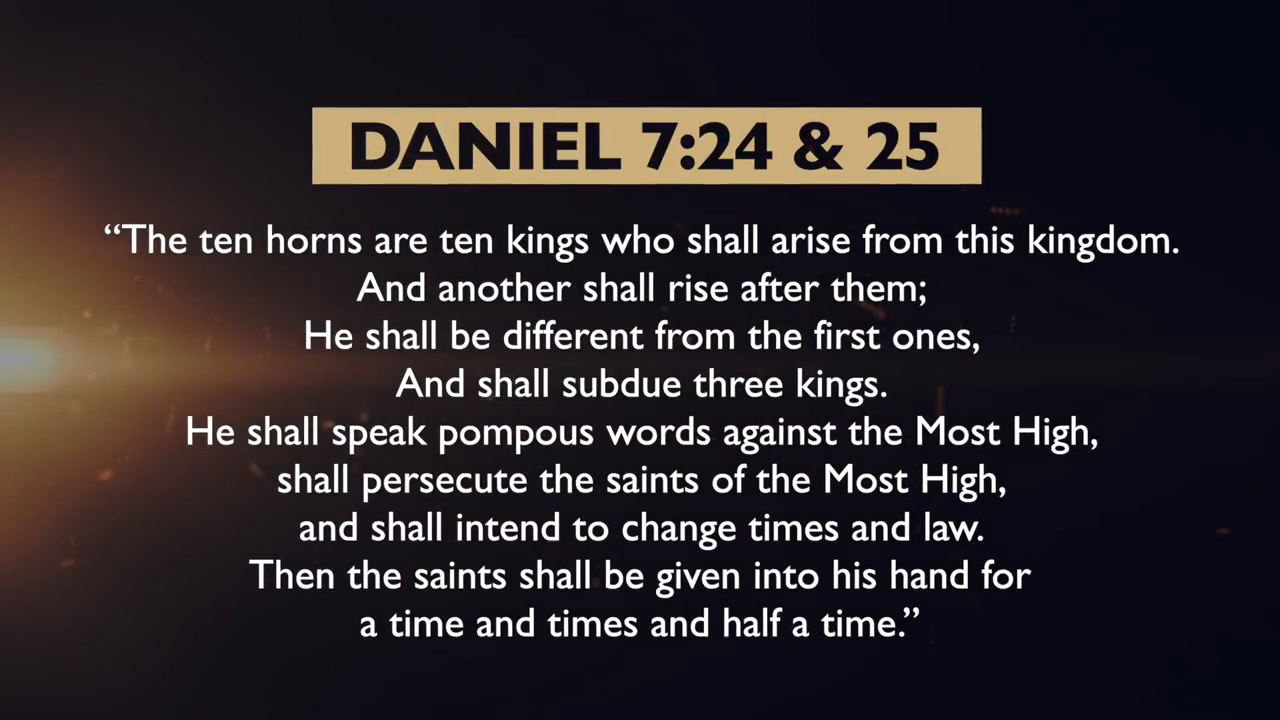 DANIEL 7:24 & 25
“The ten horns are ten kings who shall arise from this kingdom.
And another shall rise after them;
He shall be different from the first ones,
And shall subdue three kings.
He shall speak pompous words against the Most High,
shall persecute the saints of the Most High,
and shall intend to change times and law.
Then the saints shall be given into his hand for
a time and times and half a time.”